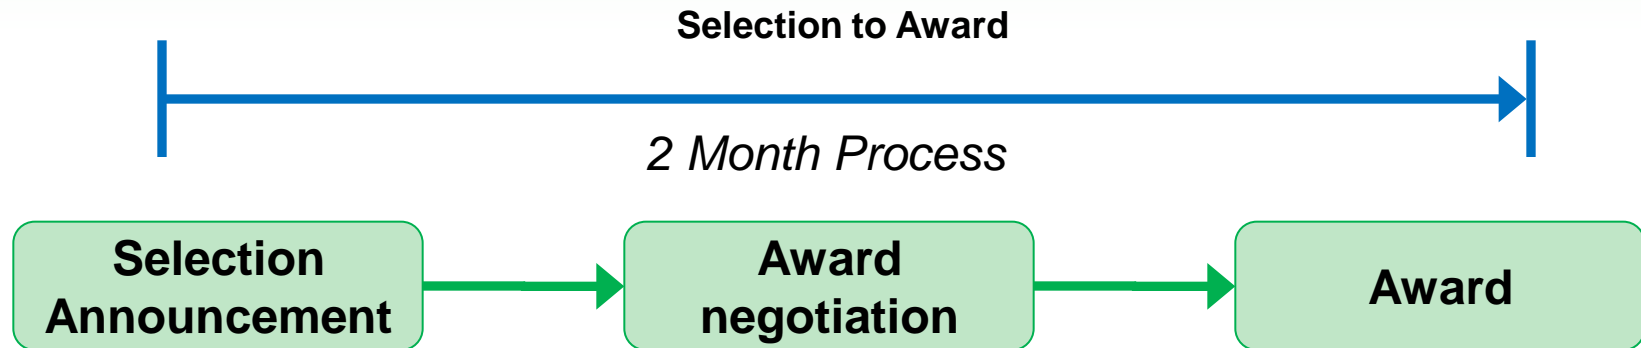 Selection to Award
2 Month Process
Selection
Announcement
Award
negotiation
Award